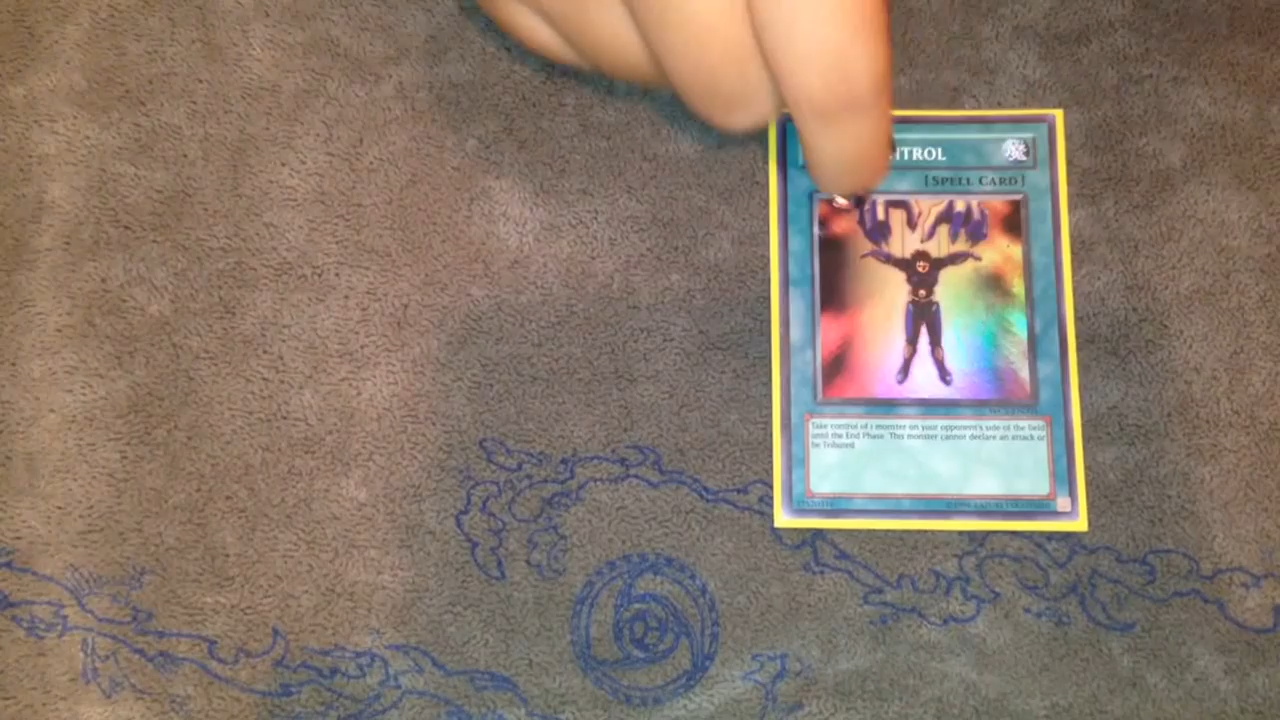 NTROL
[SPELL CARD]
Take control of 1 monster on your opponent's side of the field
until the End Phase. This monster cannot declare an attack or
be Tributed.